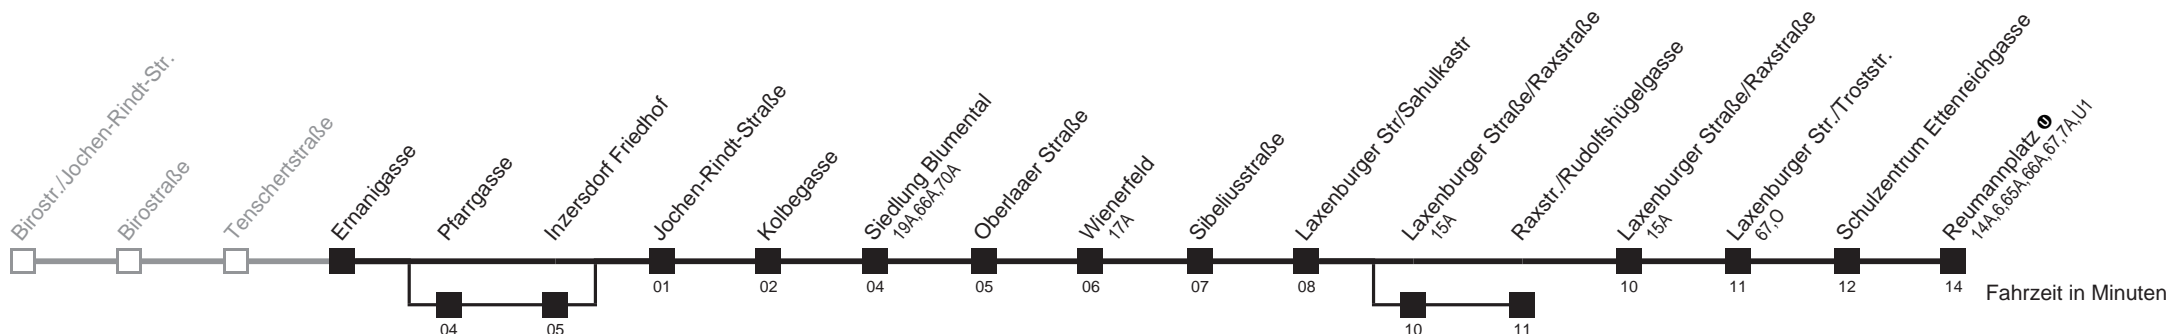 Birostr./Jochen-Rindt-Str.
Birostraße
Tenschertstraße
Ernanigasse
Pfarrgasse
Inzersdorf Friedhof
Jochen-Rindt-Straße
Kolbegasse
Siedlung Blumental
19A,66A,70A
Oberlaaer Straße
Wienerfeld
17A
Sibeliusstraße
Laxenburger Str/Sahulkastr
Laxenburger Straße/Raxstraße
15A
Raxstr./Rudolfshügelgasse
Laxenburger Straße/Raxstraße
15A
Laxenburger Str./Troststr.
67,O
Schulzentrum Ettenreichgasse
Reumannplatz U
14A,6,65A,66A,67,7A,U1
01 02 04 05 06 07 08 10 11 12 14 Fahrzeit in Minuten
04 05 10 11